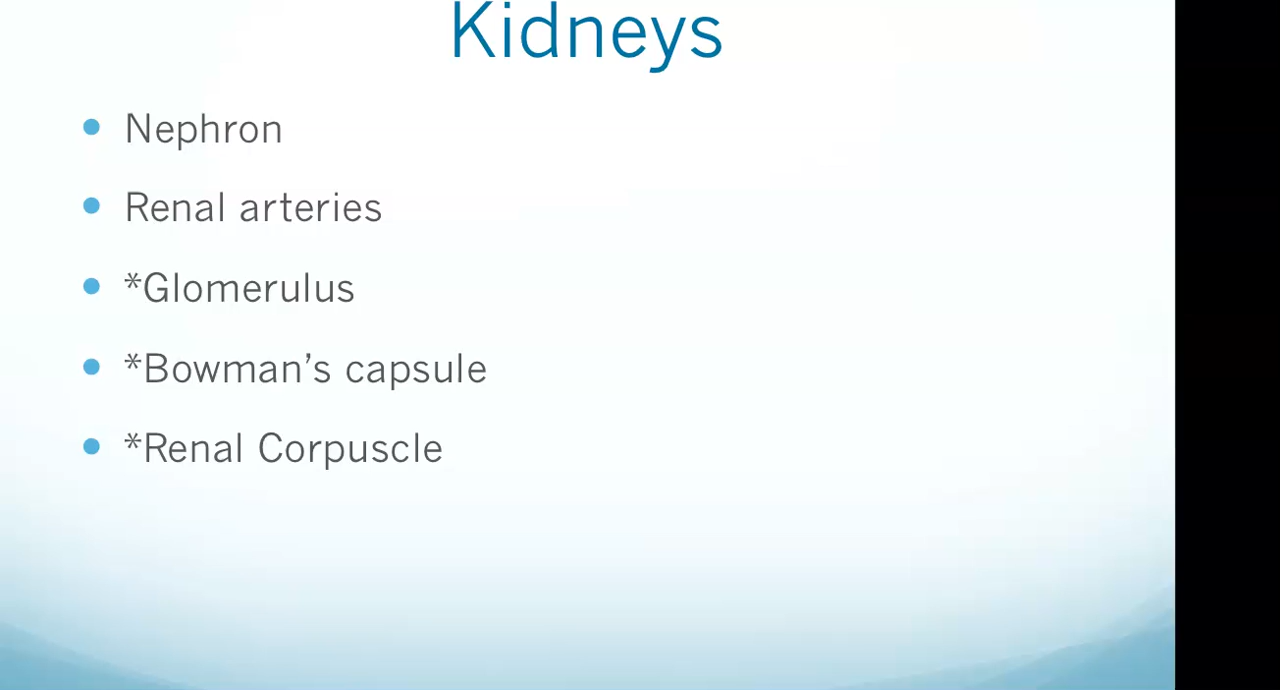 Kidneys
• Nephron
• Renal arteries
• *Glomerulus
• *Bowman’s capsule
• *Renal Corpuscle